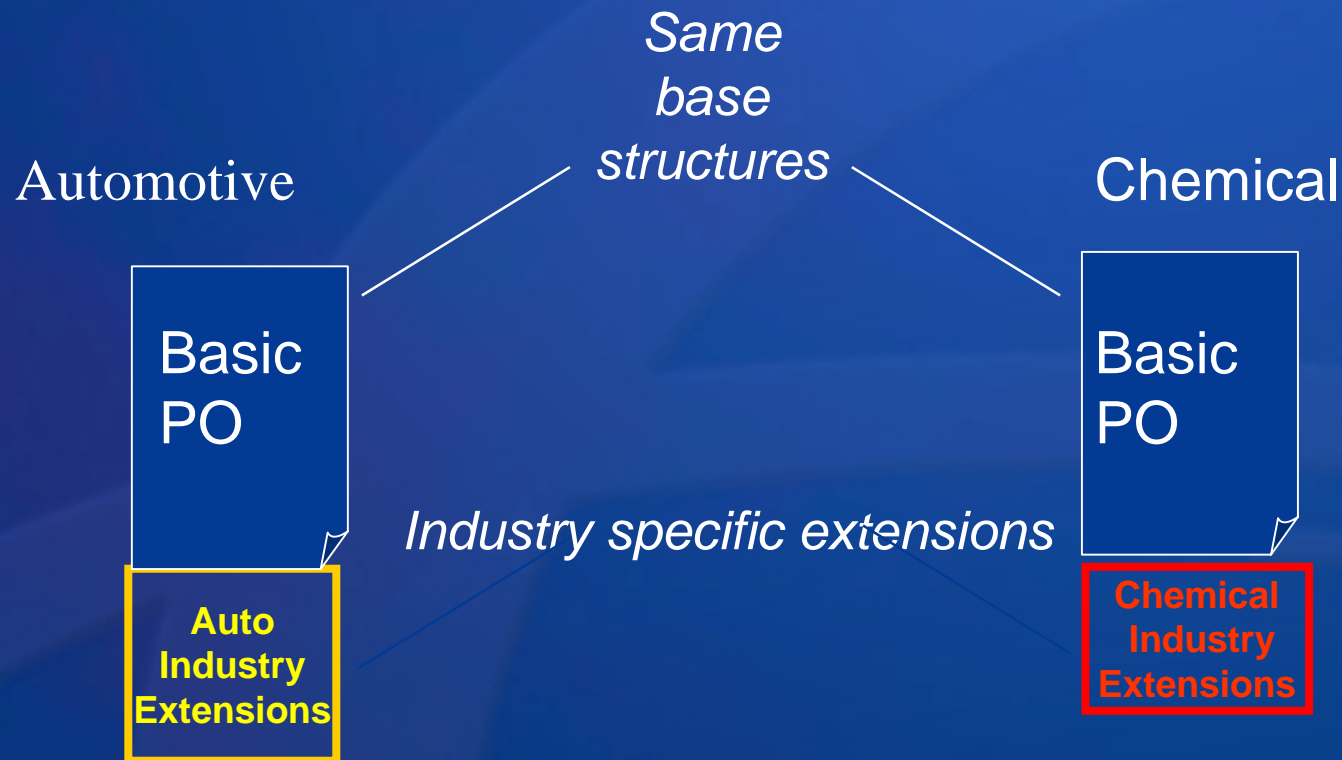 Same
base
structures
Automotive
Chemical
Basic
PO
Basic
PO
Industry specific extensions
Auto
Industry
Extensions
Chemical
Industry
Extensions